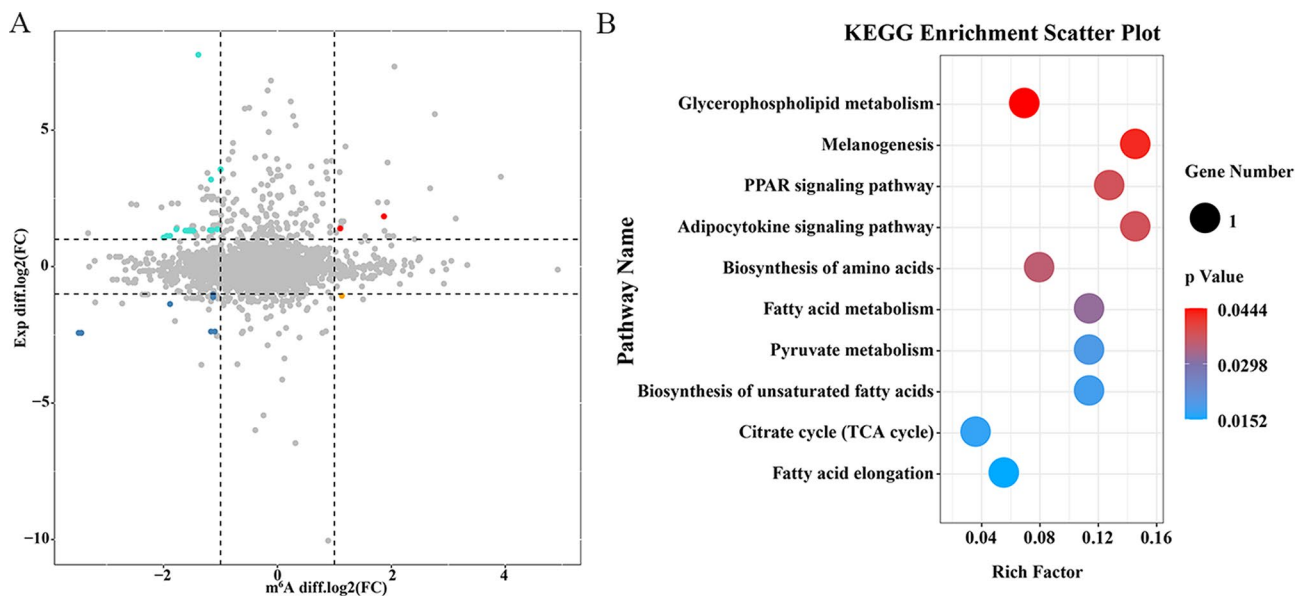 A
Exp diff.log2(FC)
5
0
−5
−10
−2
0
2
4
m⁶A diff.log2(FC)
B
KEGG Enrichment Scatter Plot
Pathway Name
Glycerophospholipid metabolism
Melanogenesis
PPAR signaling pathway
Adipocytokine signaling pathway
Biosynthesis of amino acids
Fatty acid metabolism
Pyruvate metabolism
Biosynthesis of unsaturated fatty acids
Citrate cycle (TCA cycle)
Fatty acid elongation
0.04
0.08
0.12
0.16
Rich Factor
Gene Number
1
p Value
0.0444
0.0298
0.0152